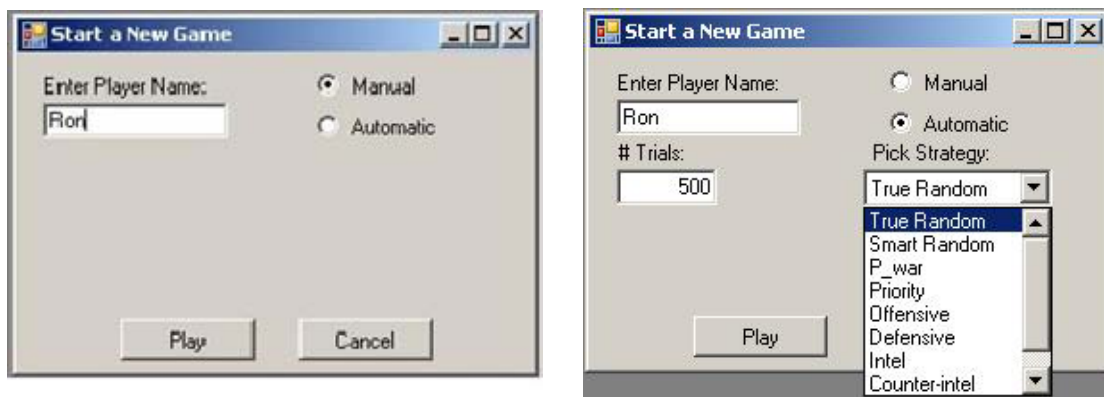 Start a New Game
Enter Player Name:
Manual
Ron
Automatic
Play
Cancel
Start a New Game
Enter Player Name:
Manual
Ron
Automatic
# Trials:
Pick Strategy:
500
True Random
True Random
Smart Random
P_war
Priority
Offensive
Defensive
Intel
Counter-intel
Play